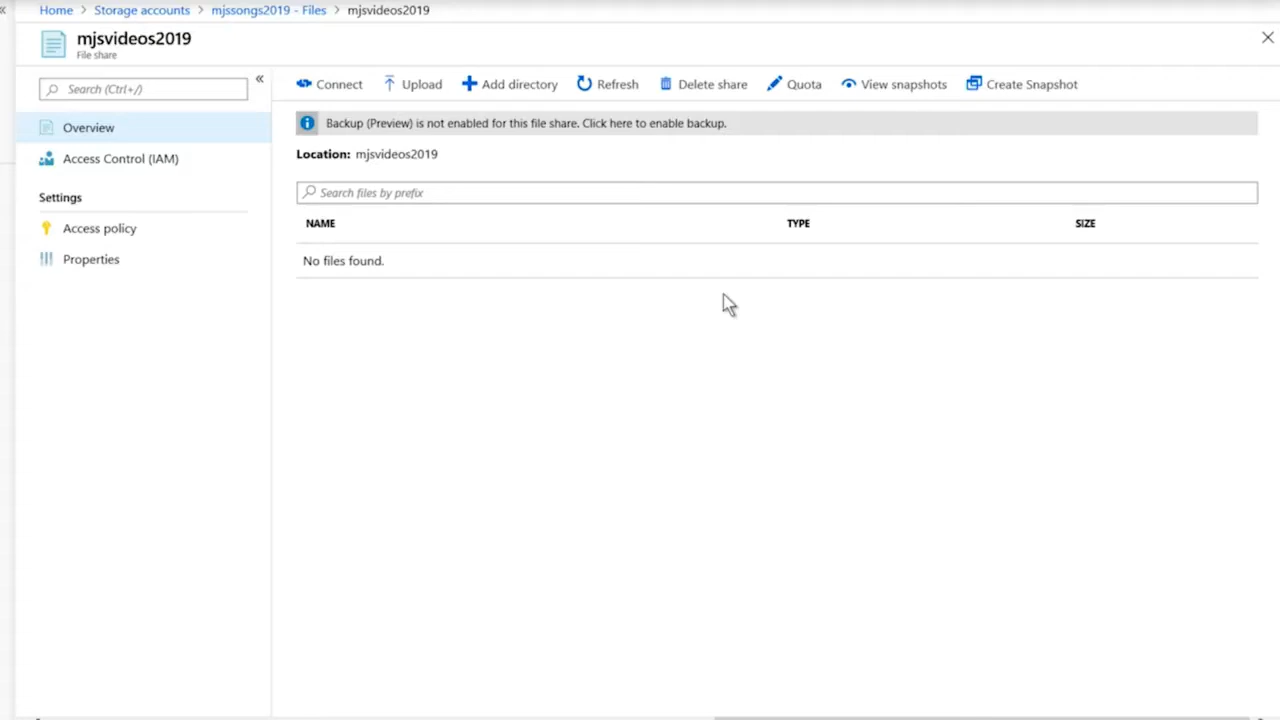 Home > Storage accounts > mjssongs2019 - Files > mjsvideos2019
mjsvideos2019
File share
Search (Ctrl+/)
Overview
Access Control (IAM)
Settings
Access policy
Properties
Connect Upload Add directory Refresh Delete share Quota View snapshots Create Snapshot
Backup (Preview) is not enabled for this file share. Click here to enable backup.
Location: mjsvideos2019
Search files by prefix
NAME TYPE SIZE
No files found.